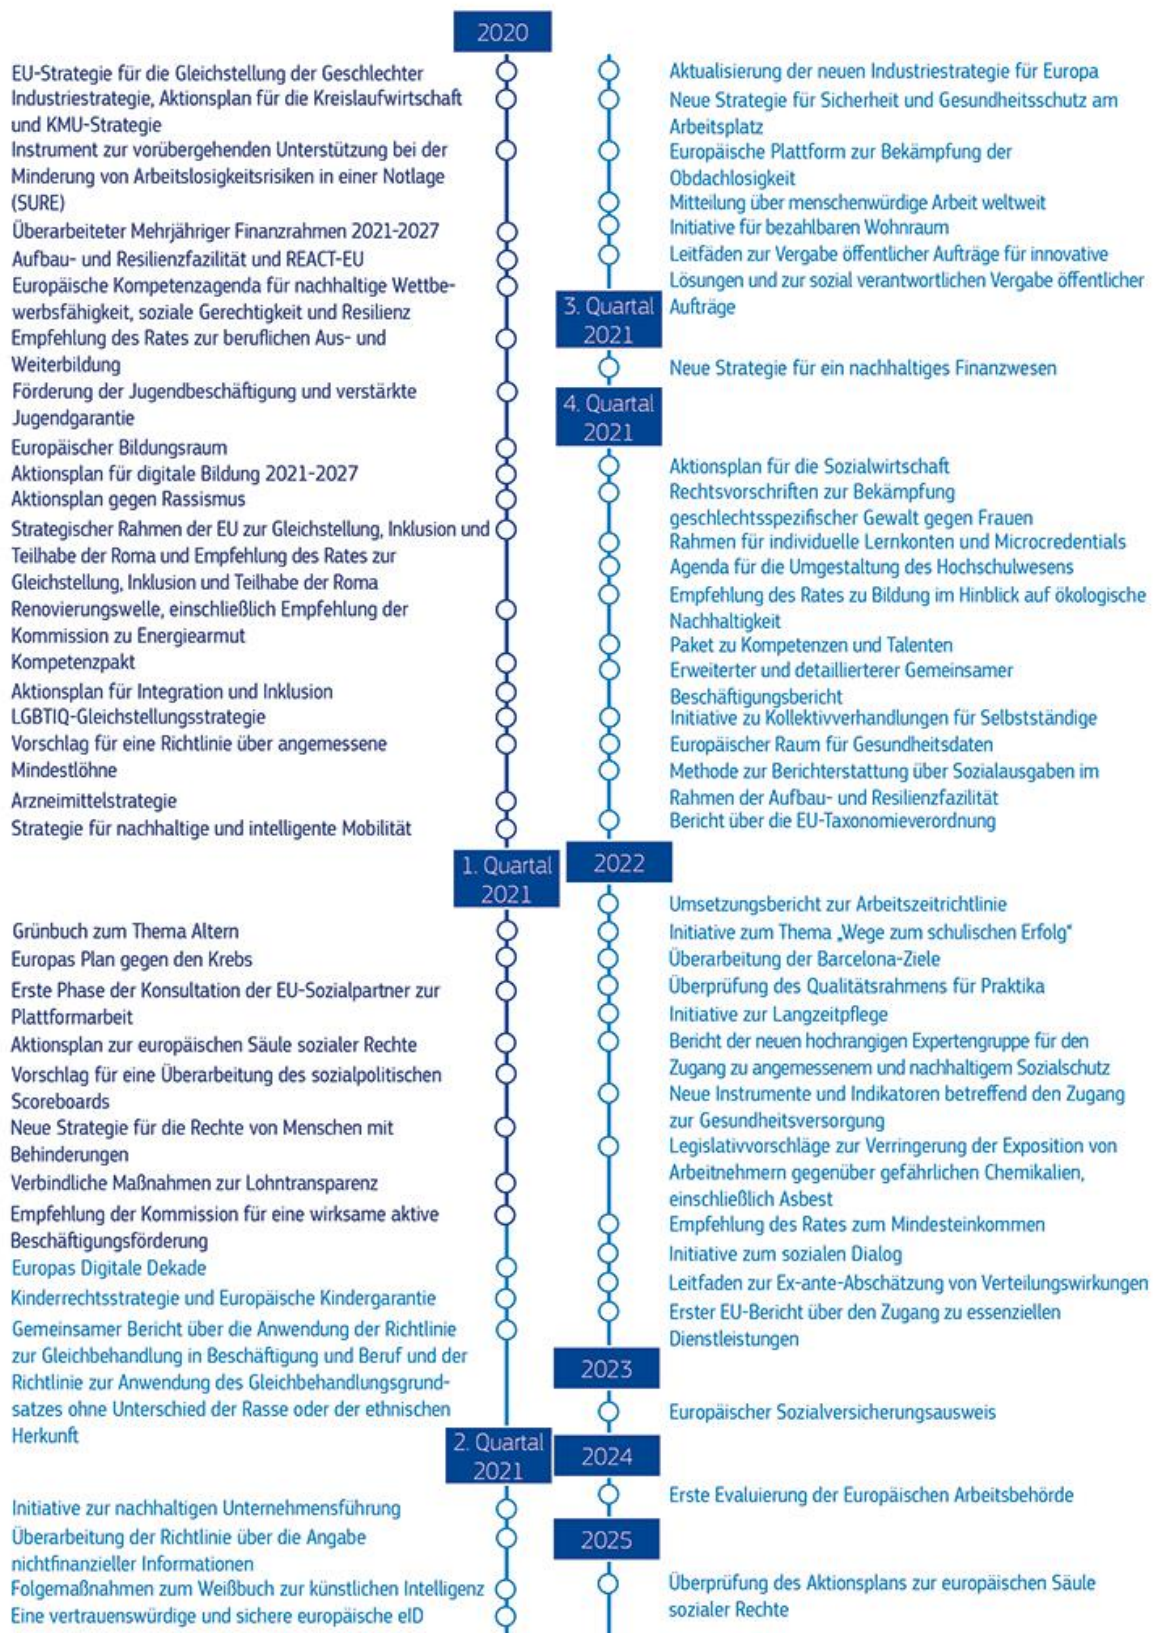 2020
EU-Strategie für die Gleichstellung der Geschlechter
Industriestrategie, Aktionsplan für die Kreislaufwirtschaft
und KMU-Strategie
Instrument zur vorübergehenden Unterstützung bei der
Minderung von Arbeitslosigkeitsrisiken in einer Notlage
(SURE)
Überarbeiteter Mehrjähriger Finanzrahmen 2021-2027
Aufbau- und Resilienzfazilität und REACT-EU
Europäische Kompetenzagenda für nachhaltige Wettbe-
werbsfähigkeit, soziale Gerechtigkeit und Resilienz
Empfehlung des Rates zur beruflichen Aus- und
Weiterbildung
Förderung der Jugendbeschäftigung und verstärkte
Jugendgarantie
Europäischer Bildungsraum
Aktionsplan für digitale Bildung 2021-2027
Aktionsplan gegen Rassismus
Strategischer Rahmen der EU zur Gleichstellung, Inklusion und
Teilhabe der Roma und Empfehlung des Rates zur
Gleichstellung, Inklusion und Teilhabe der Roma
Renovierungswelle, einschließlich Empfehlung der
Kommission zu Energiearmut
Kompetenzpakt
Aktionsplan für Integration und Inklusion
LGBTIQ-Gleichstellungsstrategie
Vorschlag für eine Richtlinie über angemessene
Mindestlöhne
Arzneimittelstrategie
Strategie für nachhaltige und intelligente Mobilität
1. Quartal
2021
Grünbuch zum Thema Altern
Europas Plan gegen den Krebs
Erste Phase der Konsultation der EU-Sozialpartner zur
Plattformarbeit
Aktionsplan zur europäischen Säule sozialer Rechte
Vorschlag für eine Überarbeitung des sozialpolitischen
Scoreboards
Neue Strategie für die Rechte von Menschen mit
Behinderungen
Verbindliche Maßnahmen zur Lohntransparenz
Empfehlung der Kommission für eine wirksame aktive
Beschäftigungsförderung
Europas Digitale Dekade
Kinderrechtsstrategie und Europäische Kindergarantie
Gemeinsamer Bericht über die Anwendung der Richtlinie
zur Gleichbehandlung in Beschäftigung und Beruf und der
Richtlinie zur Anwendung des Gleichbehandlungsgrund-
satzes ohne Unterschied der Rasse oder der ethnischen
Herkunft
2. Quartal
2021
Initiative zur nachhaltigen Unternehmensführung
Überarbeitung der Richtlinie über die Angabe
nichtfinanzieller Informationen
Folgemaßnahmen zum Weißbuch zur künstlichen Intelligenz
Eine vertrauenswürdige und sichere europäische eID
Aktualisierung der neuen Industriestrategie für Europa
Neue Strategie für Sicherheit und Gesundheitsschutz am
Arbeitsplatz
Europäische Plattform zur Bekämpfung der
Obdachlosigkeit
Mitteilung über menschenwürdige Arbeit weltweit
Initiative für bezahlbaren Wohnraum
Leitfäden zur Vergabe öffentlicher Aufträge für innovative
Lösungen und zur sozial verantwortlichen Vergabe öffentlicher
Aufträge
3. Quartal
2021
Neue Strategie für ein nachhaltiges Finanzwesen
4. Quartal
2021
Aktionsplan für die Sozialwirtschaft
Rechtsvorschriften zur Bekämpfung
geschlechtsspezifischer Gewalt gegen Frauen
Rahmen für individuelle Lernkonten und Microcredentials
Agenda für die Umgestaltung des Hochschulwesens
Empfehlung des Rates zu Bildung im Hinblick auf ökologische
Nachhaltigkeit
Paket zu Kompetenzen und Talenten
Erweiterter und detaillierterer Gemeinsamer
Beschäftigungsbericht
Initiative zu Kollektivverhandlungen für Selbstständige
Europäischer Raum für Gesundheitsdaten
Methode zur Berichterstattung über Sozialausgaben im
Rahmen der Aufbau- und Resilienzfazilität
Bericht über die EU-Taxonomieverordnung
2022
Umsetzungsbericht zur Arbeitszeitrichtlinie
Initiative zum Thema „Wege zum schulischen Erfolg“
Überarbeitung der Barcelona-Ziele
Überprüfung des Qualitätsrahmens für Praktika
Initiative zur Langzeitpflege
Bericht der neuen hochrangigen Expertengruppe für den
Zugang zu angemessenem und nachhaltigem Sozialschutz
Neue Instrumente und Indikatoren betreffend den Zugang
zur Gesundheitsversorgung
Legislativvorschläge zur Verringerung der Exposition von
Arbeitnehmern gegenüber gefährlichen Chemikalien,
einschließlich Asbest
Empfehlung des Rates zum Mindesteinkommen
Initiative zum sozialen Dialog
Leitfaden zur Ex-ante-Abschätzung von Verteilungswirkungen
Erster EU-Bericht über den Zugang zu essenziellen
Dienstleistungen
2023
Europäischer Sozialversicherungsausweis
2024
Erste Evaluierung der Europäischen Arbeitsbehörde
2025
Überprüfung des Aktionsplans zur europäischen Säule
sozialer Rechte